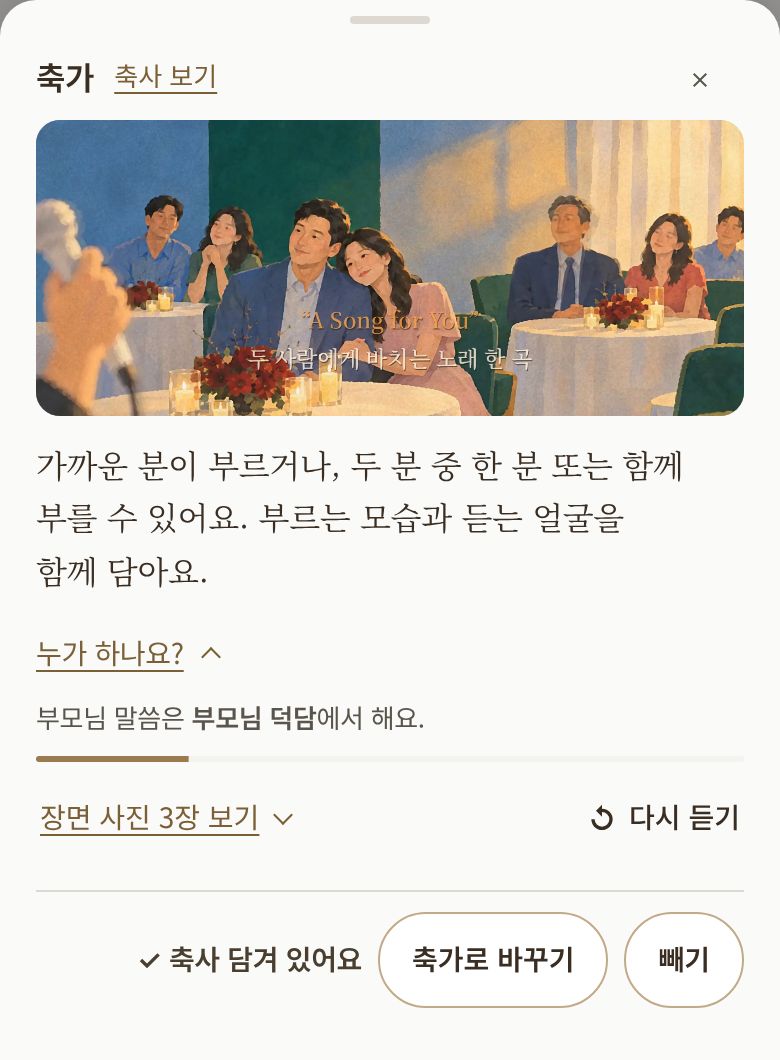 축가 축사 보기
“A Song for You”
두 사람에게 바치는 노래 한 곡
가까운 분이 부르거나, 두 분 중 한 분 또는 함께
부를 수 있어요. 부르는 모습과 듣는 얼굴을
함께 담아요.
누가 하나요?
부모님 말씀은 부모님 덕담에서 해요.
장면 사진 3장 보기 다시 듣기
축사 담겨 있어요 축가로 바꾸기 빼기